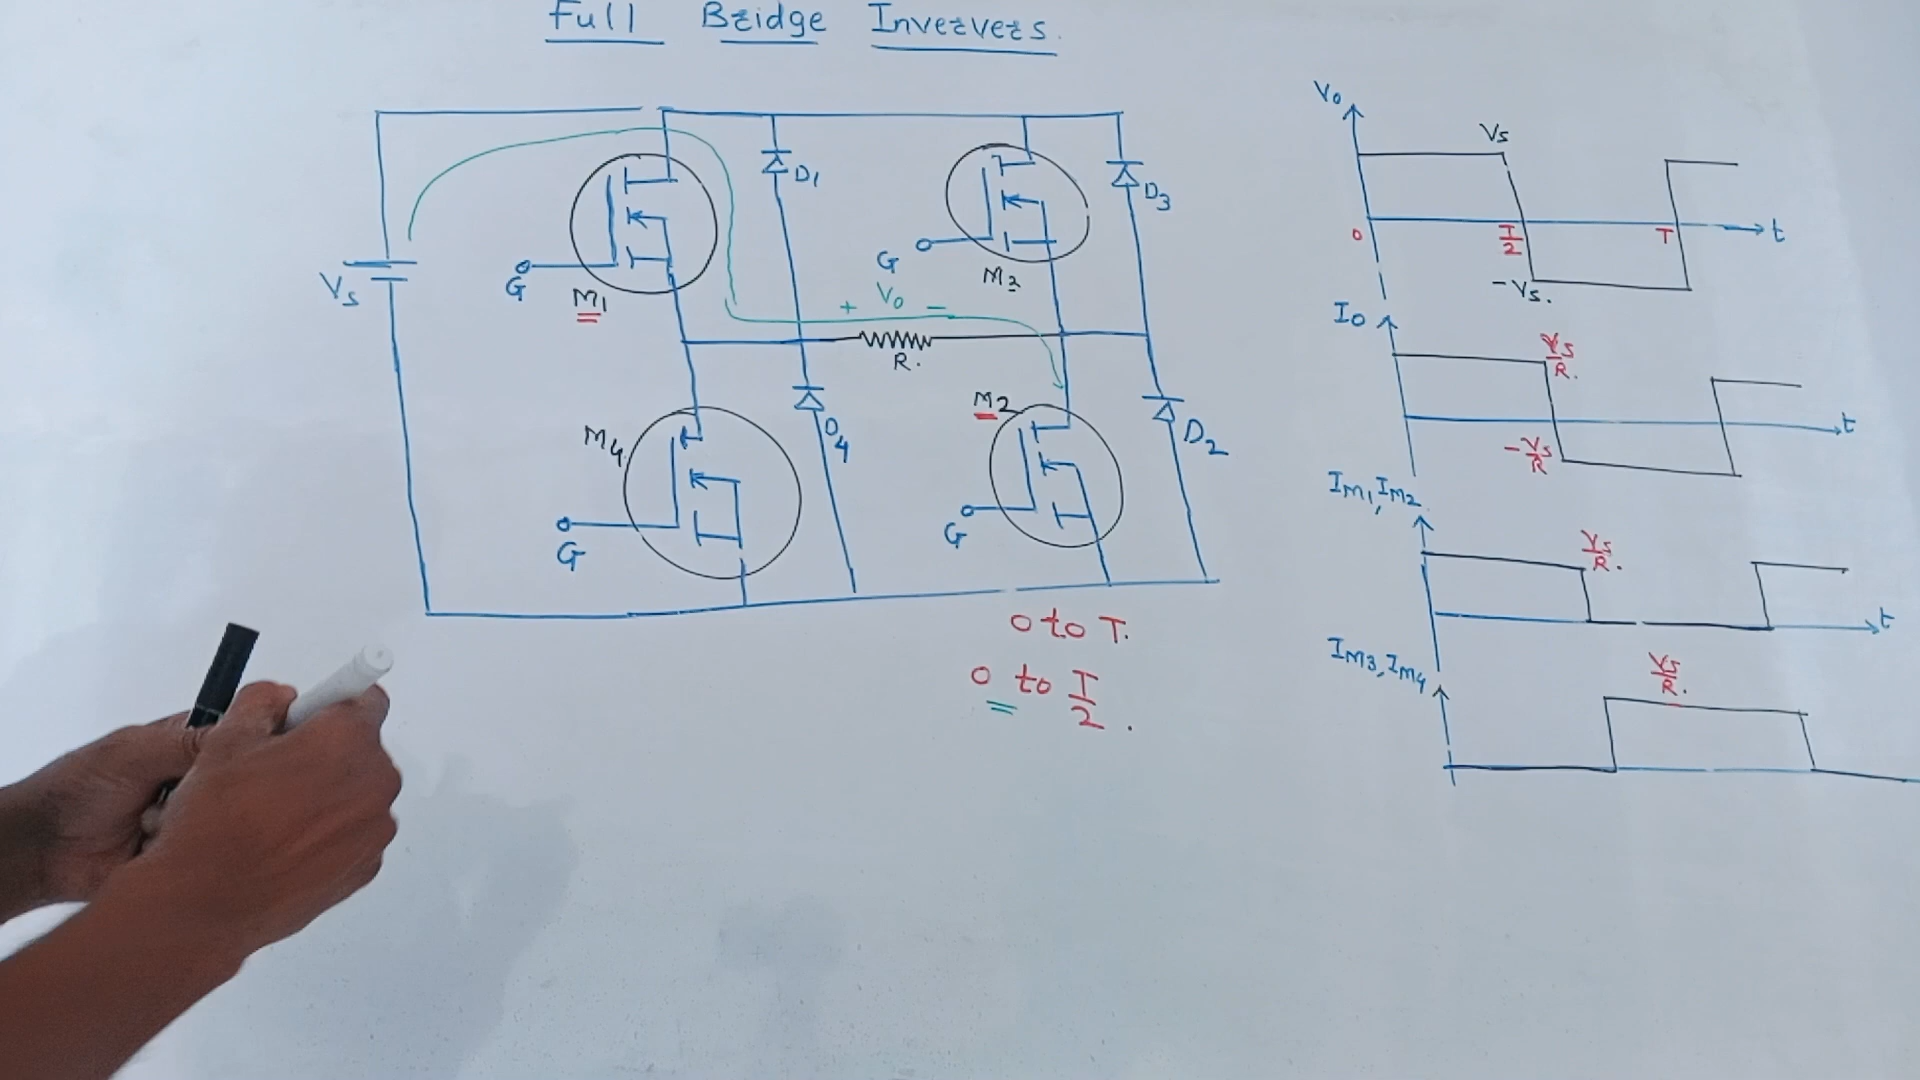 Full Bridge Inververs.
Vs
G
M1
D1
G
M3
D3
+ Vo -
R.
M4
G
D4
M2
G
D2
0 to T.
0 to T/2 .
Vo
Vs
0
T/2
T
t
-Vs.
Io
Vs/R.
-Vs/R
t
IM1, IM2
Vs/R.
t
IM3, IM4
Vs/R.